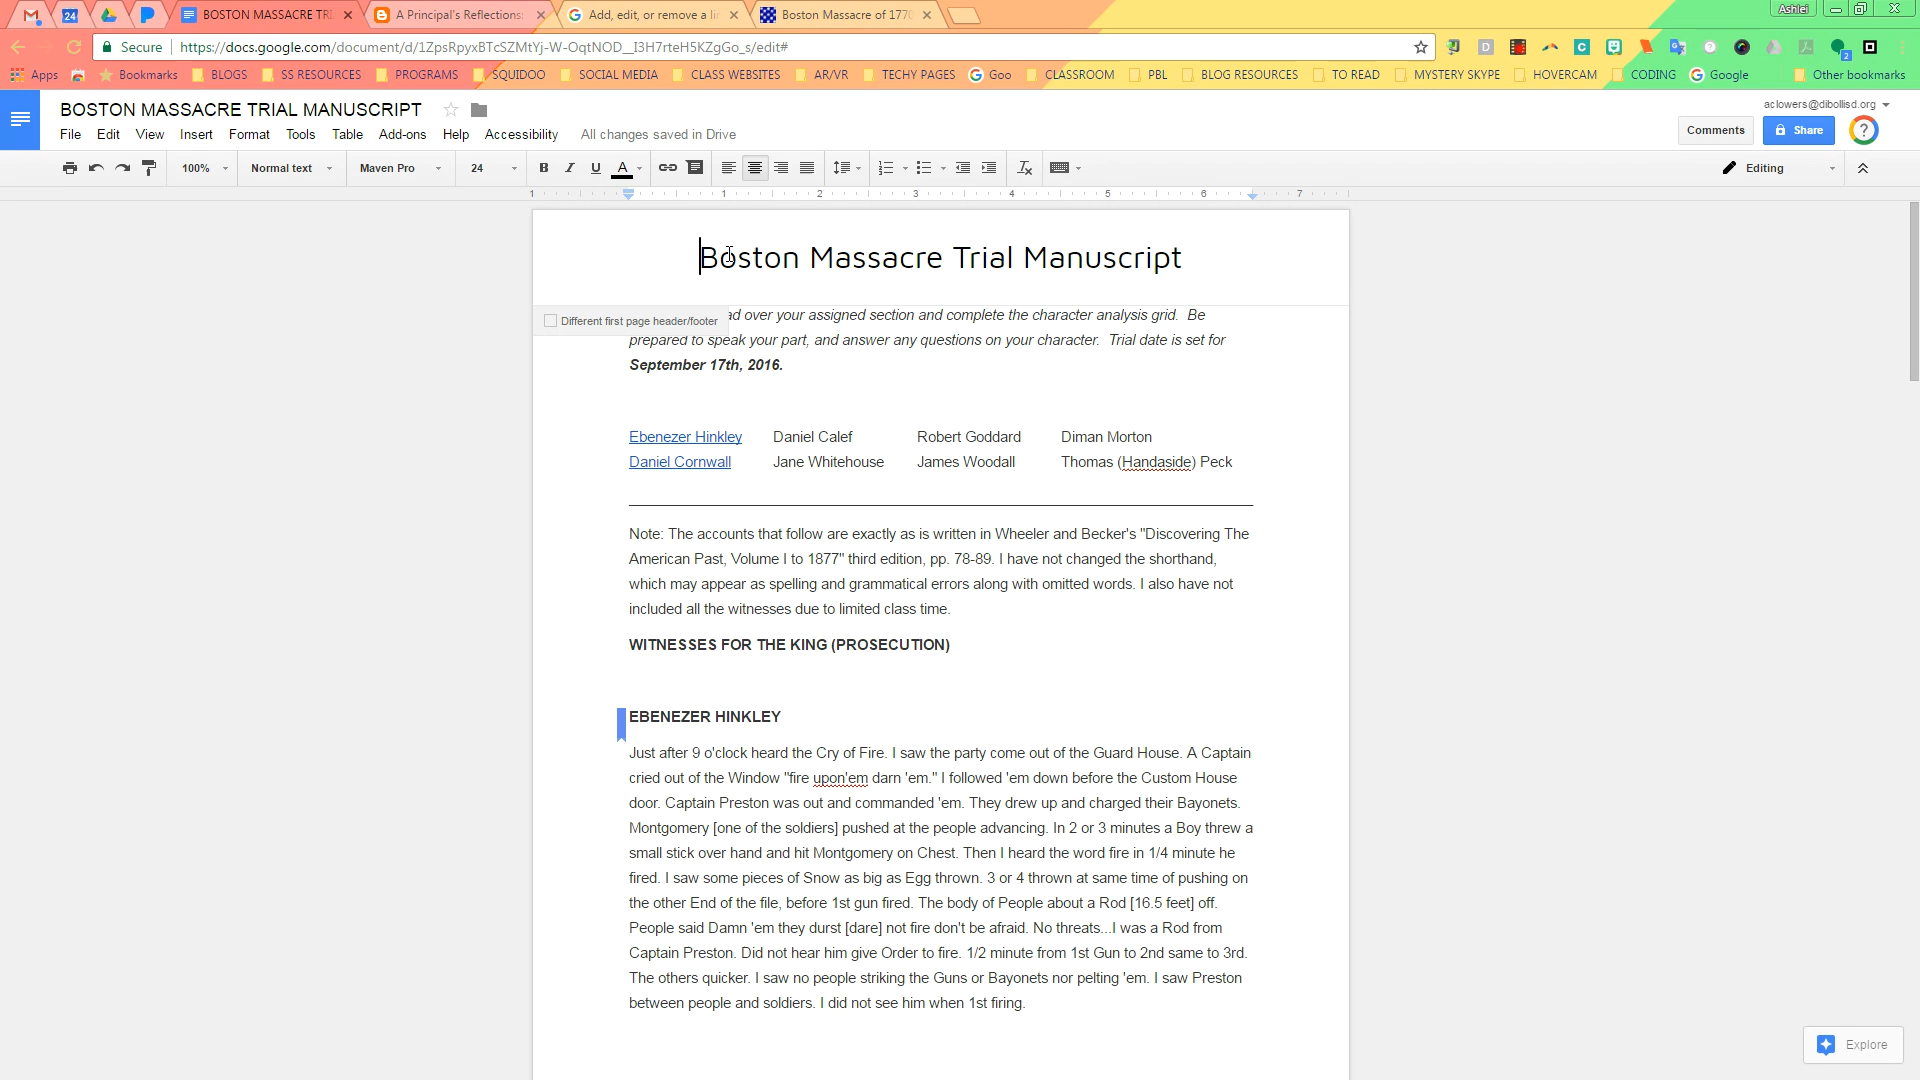 24 BOSTON MASSACRE TRI A Principal's Reflections: Add, edit, or remove a li Boston Massacre of 1770 Ashlei
Secure https://docs.google.com/document/d/1ZpsRpyxBTcSZMtYj-W-OqtNOD__I3H7rteH5KZgGo_s/edit#
Apps Bookmarks BLOGS SS RESOURCES PROGRAMS SQUIDOO SOCIAL MEDIA CLASS WEBSITES AR/VR TECHY PAGES Goo CLASSROOM PBL BLOG RESOURCES TO READ MYSTERY SKYPE HOVERCAM CODING Google Other bookmarks
BOSTON MASSACRE TRIAL MANUSCRIPT aclowers@dibollisd.org
File Edit View Insert Format Tools Table Add-ons Help Accessibility All changes saved in Drive Comments Share
100% Normal text Maven Pro 24 B I U A Editing
1 1 2 3 4 5 6 7
Boston Massacre Trial Manuscript
Different first page header/footer ad over your assigned section and complete the character analysis grid. Be
prepared to speak your part, and answer any questions on your character. Trial date is set for
September 17th, 2016.
Ebenezer Hinkley Daniel Calef Robert Goddard Diman Morton
Daniel Cornwall Jane Whitehouse James Woodall Thomas (Handaside) Peck
Note: The accounts that follow are exactly as is written in Wheeler and Becker's "Discovering The
American Past, Volume I to 1877" third edition, pp. 78-89. I have not changed the shorthand,
which may appear as spelling and grammatical errors along with omitted words. I also have not
included all the witnesses due to limited class time.
WITNESSES FOR THE KING (PROSECUTION)
EBENEZER HINKLEY
Just after 9 o'clock heard the Cry of Fire. I saw the party come out of the Guard House. A Captain
cried out of the Window "fire upon'em darn 'em." I followed 'em down before the Custom House
door. Captain Preston was out and commanded 'em. They drew up and charged their Bayonets.
Montgomery [one of the soldiers] pushed at the people advancing. In 2 or 3 minutes a Boy threw a
small stick over hand and hit Montgomery on Chest. Then I heard the word fire in 1/4 minute he
fired. I saw some pieces of Snow as big as Egg thrown. 3 or 4 thrown at same time of pushing on
the other End of the file, before 1st gun fired. The body of People about a Rod [16.5 feet] off.
People said Damn 'em they durst [dare] not fire don't be afraid. No threats...I was a Rod from
Captain Preston. Did not hear him give Order to fire. 1/2 minute from 1st Gun to 2nd same to 3rd.
The others quicker. I saw no people striking the Guns or Bayonets nor pelting 'em. I saw Preston
between people and soldiers. I did not see him when 1st firing.
Explore